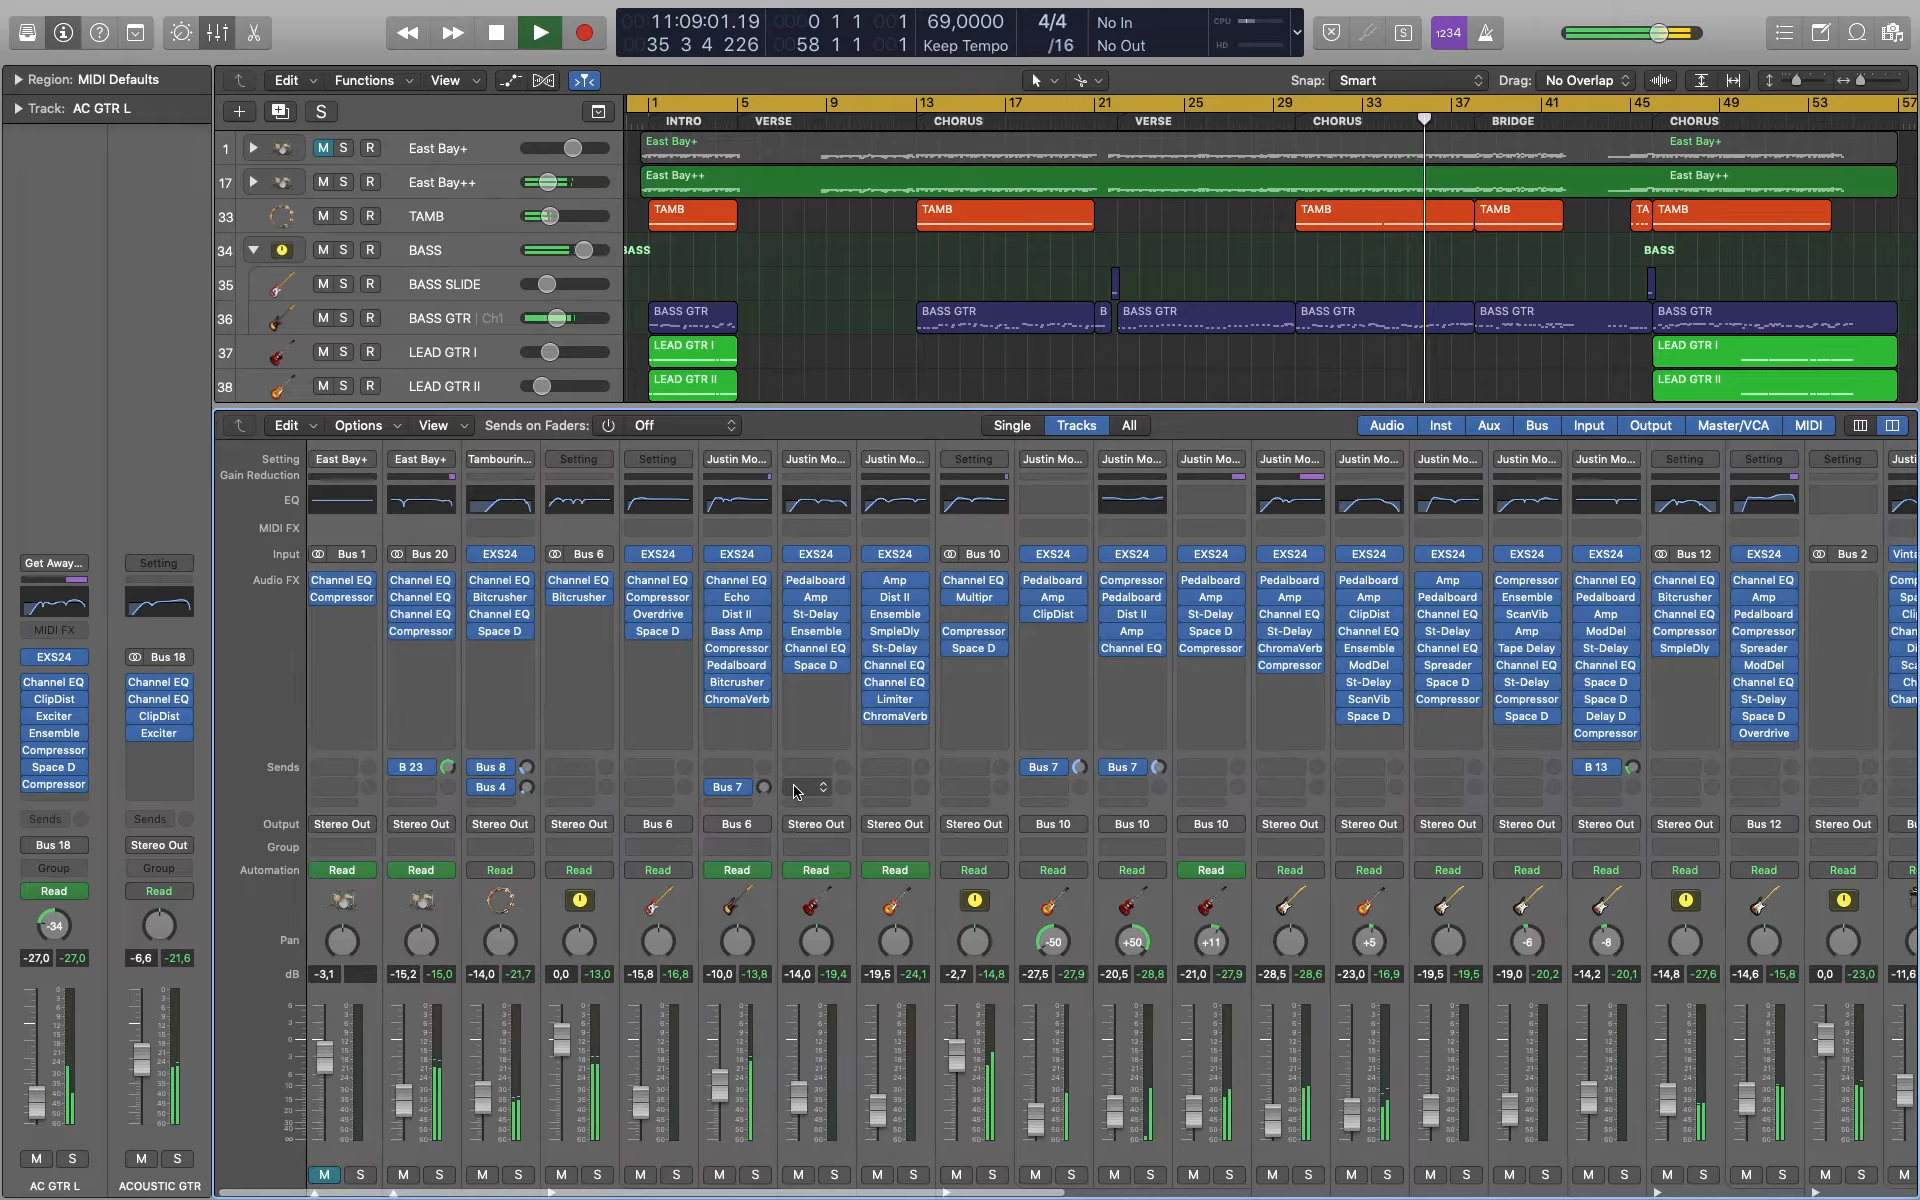 11:09:01.19 0 1 1 1 69,0000 4/4 No In CPU
35 3 4 226 58 1 1 1 Keep Tempo /16 No Out HD
1234
S
Region: MIDI Defaults
Track: AC GTR L
Edit Functions View Snap: Smart Drag: No Overlap
S
1 5 9 13 17 21 25 29 33 37 41 45 49 53 57
INTRO VERSE CHORUS VERSE CHORUS BRIDGE CHORUS
1 M S R East Bay+ East Bay+ East Bay+
17 M S R East Bay++ East Bay++ East Bay++
33 M S R TAMB TAMB TAMB TAMB TAMB TA TAMB
34 M S R BASS BASS BASS
35 M S R BASS SLIDE
36 M S R BASS GTR | Ch1 BASS GTR BASS GTR B BASS GTR BASS GTR BASS GTR BASS GTR
37 M S R LEAD GTR I LEAD GTR I LEAD GTR I
38 M S R LEAD GTR II LEAD GTR II LEAD GTR II
Edit Options View Sends on Faders: Off Single Tracks All Audio Inst Aux Bus Input Output Master/VCA MIDI
Setting East Bay+ East Bay+ Tambourin... Setting Setting Justin Mo... Justin Mo... Justin Mo... Setting Justin Mo... Justin Mo... Justin Mo... Justin Mo... Justin Mo... Justin Mo... Justin Mo... Justin Mo... Setting Setting Setting Justi
Gain Reduction
EQ
MIDI FX
Input Bus 1 Bus 20 EXS24 Bus 6 EXS24 EXS24 EXS24 EXS24 Bus 10 EXS24 EXS24 EXS24 EXS24 EXS24 EXS24 EXS24 EXS24 Bus 12 EXS24 Bus 2 Vinta
Audio FX Channel EQ Channel EQ Channel EQ Channel EQ Channel EQ Channel EQ Pedalboard Amp Channel EQ Pedalboard Compressor Pedalboard Pedalboard Pedalboard Amp Compressor Channel EQ Channel EQ Channel EQ Comp
Compressor Channel EQ Bitcrusher Bitcrusher Compressor Echo Amp Dist II Multipr Amp Pedalboard Amp Amp Amp Pedalboard Ensemble Pedalboard Bitcrusher Amp Spa
Channel EQ Channel EQ Overdrive Dist II St-Delay Ensemble ClipDist Dist II St-Delay Channel EQ ClipDist Channel EQ ScanVib Amp Channel EQ Pedalboard Cli
Compressor Space D Space D Bass Amp Ensemble SmpleDly Compressor Amp Space D St-Delay Channel EQ St-Delay Amp ModDel Compressor Compressor Chan
Compressor Channel EQ St-Delay Space D Channel EQ Compressor ChromaVerb Ensemble Channel EQ Tape Delay St-Delay SmpleDly Spreader Di
Pedalboard Space D Channel EQ Compressor ModDel Spreader Channel EQ Channel EQ ModDel Sca
Bitcrusher Channel EQ St-Delay Space D St-Delay Space D Channel EQ Ch
ChromaVerb Limiter ScanVib Compressor Compressor Space D St-Delay Chan
ChromaVerb Space D Space D Delay D Space D
Compressor Overdrive
Sends B 23 Bus 8 Bus 7 Bus 7 B 13
Bus 4 Bus 7
Output Stereo Out Stereo Out Stereo Out Stereo Out Bus 6 Bus 6 Stereo Out Stereo Out Stereo Out Bus 10 Bus 10 Bus 10 Stereo Out Stereo Out Stereo Out Stereo Out Stereo Out Stereo Out Bus 12 Stereo Out
Group
Automation Read Read Read Read Read Read Read Read Read Read Read Read Read Read Read Read Read Read Read Read
Pan -50 +50 +11 +5 -6 -8
dB -3,1 -15,2 -15,0 -14,0 -21,7 0,0 -13,0 -15,8 -16,8 -10,0 -13,8 -14,0 -19,4 -19,5 -24,1 -2,7 -14,8 -27,5 -27,9 -20,5 -28,8 -21,0 -27,9 -28,5 -28,6 -23,0 -16,9 -19,5 -19,5 -19,0 -20,2 -14,2 -20,1 -14,8 -27,6 -14,6 -15,8 0,0 -23,0 -11,6
M S M S M S M S M S M S M S M S M S M S M S M S M S M S M S M S M S M S M S M S M
Get Away... Setting
MIDI FX
EXS24 Bus 18
Channel EQ Channel EQ
ClipDist Channel EQ
Exciter ClipDist
Ensemble Exciter
Compressor
Space D
Compressor
Sends Sends
Bus 18 Stereo Out
Group Group
Read Read
-34
-27,0 -27,0 -6,6 -21,6
M S M S
AC GTR L ACOUSTIC GTR